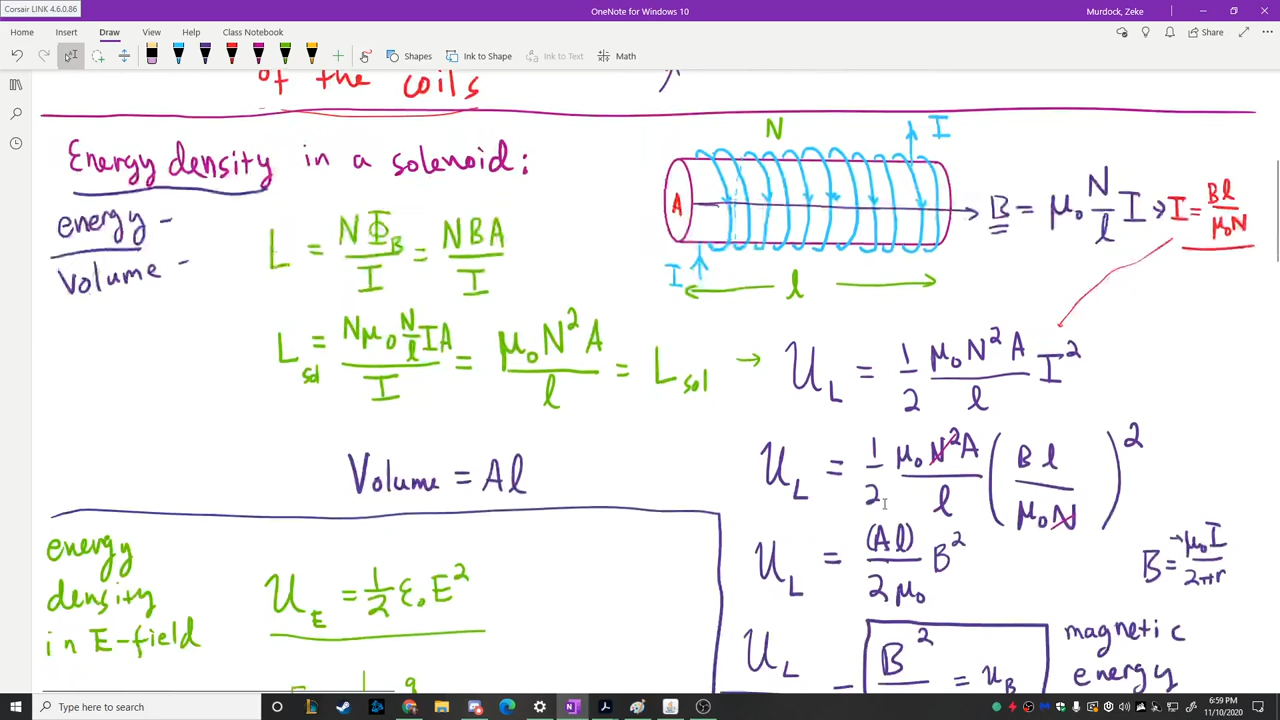 Corsair LINK 4.6.0.86
OneNote for Windows 10
Murdock, Zeke
Home Insert Draw View Help Class Notebook
Share
Shapes Ink to Shape Ink to Text Math
of the coils
Energy density in a solenoid:
energy -
volume -
L = NΦ_B / I = NBA / I
N
I
A
I
l
B = μ₀ N/l I → I = Bl / μ₀N
L_sol = Nμ₀ N/l IA / I = μ₀N²A / l = L_sol → U_L = 1/2 μ₀N²A / l I²
Volume = Al
U_L = 1/2 μ₀N²A / l (Bl / μ₀N)²
U_L = (Al) / 2μ₀ B²
B = μ₀I / 2πr
energy
density
in E-field
U_E = 1/2 ε₀E²
U_L
B² = u_B
magnetic
energy
1 q
Type here to search
6:59 PM
11/10/2020